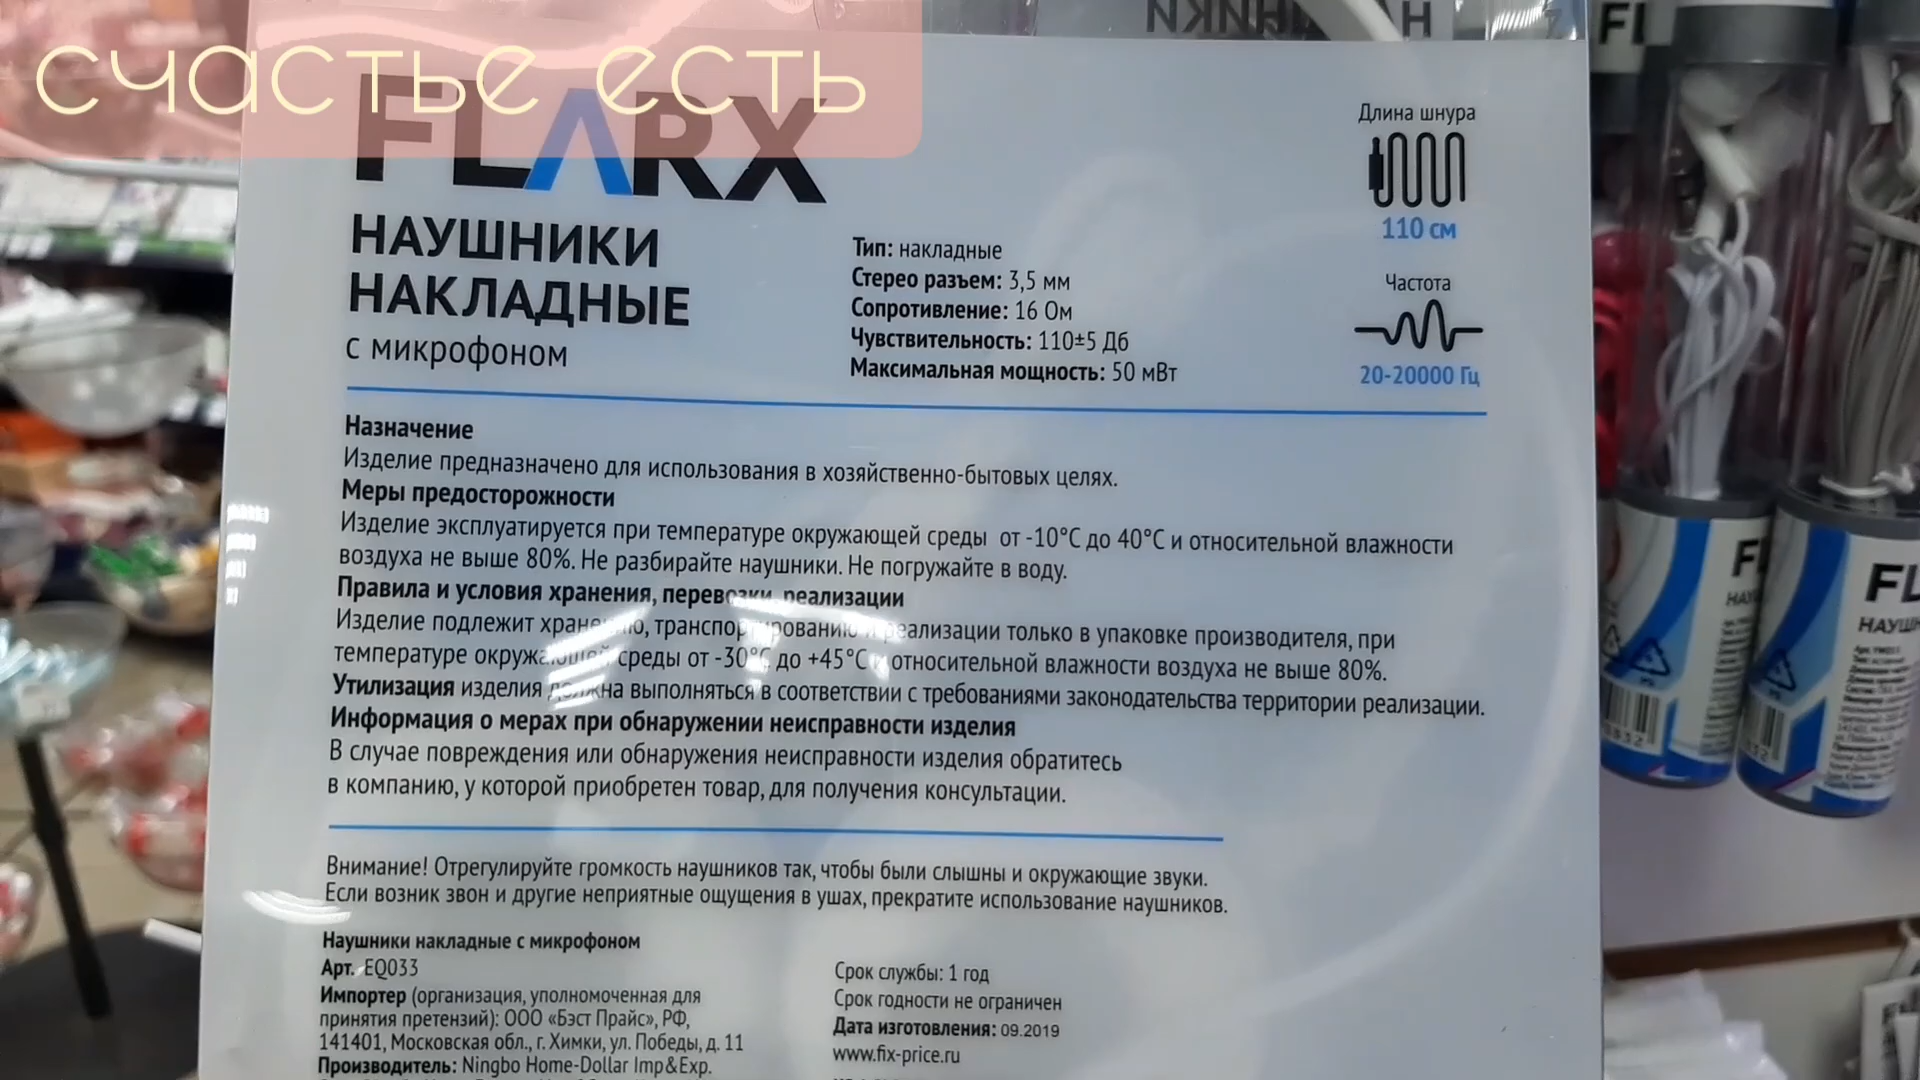 счастье есть
FLARX
НАУШНИКИ
НАКЛАДНЫЕ
с микрофоном
Тип: накладные
Стерео разъем: 3,5 мм
Сопротивление: 16 Ом
Чувствительность: 110±5 Дб
Максимальная мощность: 50 мВт
Длина шнура
110 см
Частота
20-20000 Гц
Назначение
Изделие предназначено для использования в хозяйственно-бытовых целях.
Меры предосторожности
Изделие эксплуатируется при температуре окружающей среды от -10°С до 40°С и относительной влажности
воздуха не выше 80%. Не разбирайте наушники. Не погружайте в воду.
Правила и условия хранения, перевозки, реализации
Изделие подлежит хранению, транспортированию и реализации только в упаковке производителя, при
температуре окружающей среды от -30°С до +45°С и относительной влажности воздуха не выше 80%.
Утилизация изделия должна выполняться в соответствии с требованиями законодательства территории реализации.
Информация о мерах при обнаружении неисправности изделия
В случае повреждения или обнаружения неисправности изделия обратитесь
в компанию, у которой приобретен товар, для получения консультации.
Внимание! Отрегулируйте громкость наушников так, чтобы были слышны и окружающие звуки.
Если возник звон и другие неприятные ощущения в ушах, прекратите использование наушников.
Наушники накладные с микрофоном
Арт. EQ033
Импортер (организация, уполномоченная для
принятия претензий): ООО «Бэст Прайс», РФ,
141401, Московская обл., г. Химки, ул. Победы, д. 11
Производитель: Ningbo Home-Dollar Imp&Exp.
Срок службы: 1 год
Срок годности не ограничен
Дата изготовления: 09.2019
www.fix-price.ru